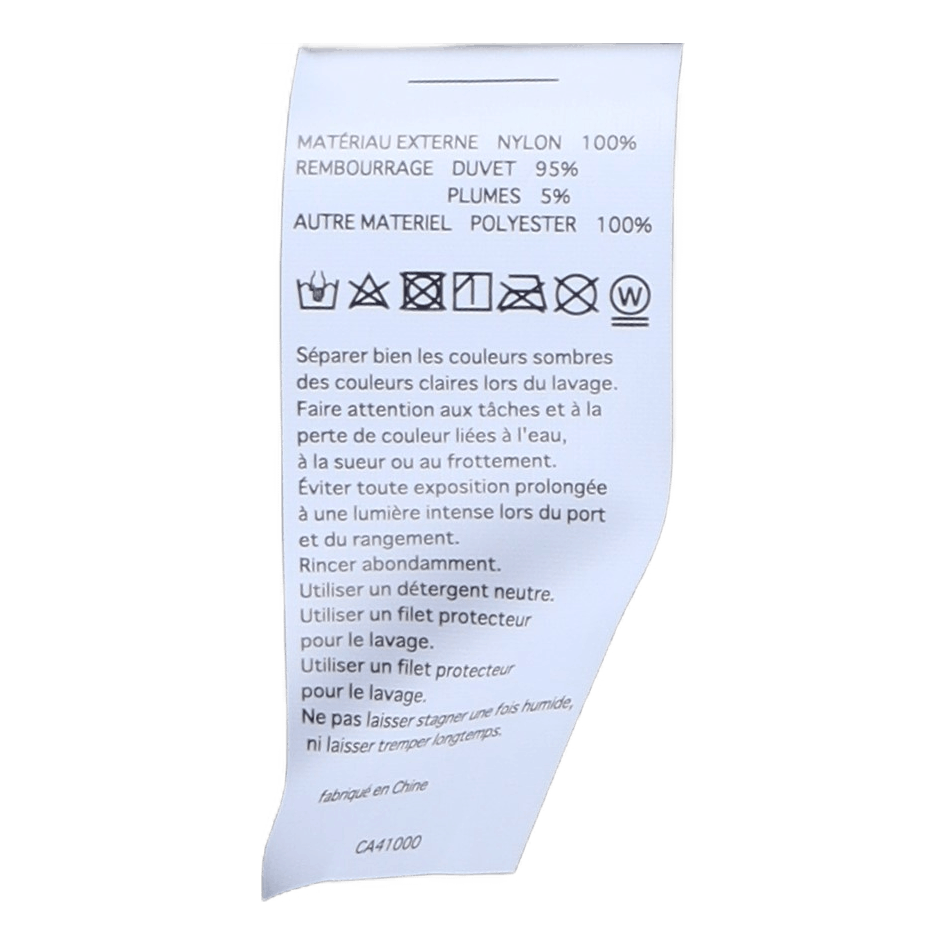 MATÉRIAU EXTERNE NYLON 100%
REMBOURRAGE DUVET 95%
PLUMES 5%
AUTRE MATERIEL POLYESTER 100%
W
Séparer bien les couleurs sombres
des couleurs claires lors du lavage.
Faire attention aux tâches et à la
perte de couleur liées à l'eau,
à la sueur ou au frottement.
Éviter toute exposition prolongée
à une lumière intense lors du port
et du rangement.
Rincer abondamment.
Utiliser un détergent neutre.
Utiliser un filet protecteur
pour le lavage.
Utiliser un filet protecteur
pour le lavage.
Ne pas laisser stagner une fois humide,
ni laisser tremper longtemps.
fabriqué en Chine
CA41000